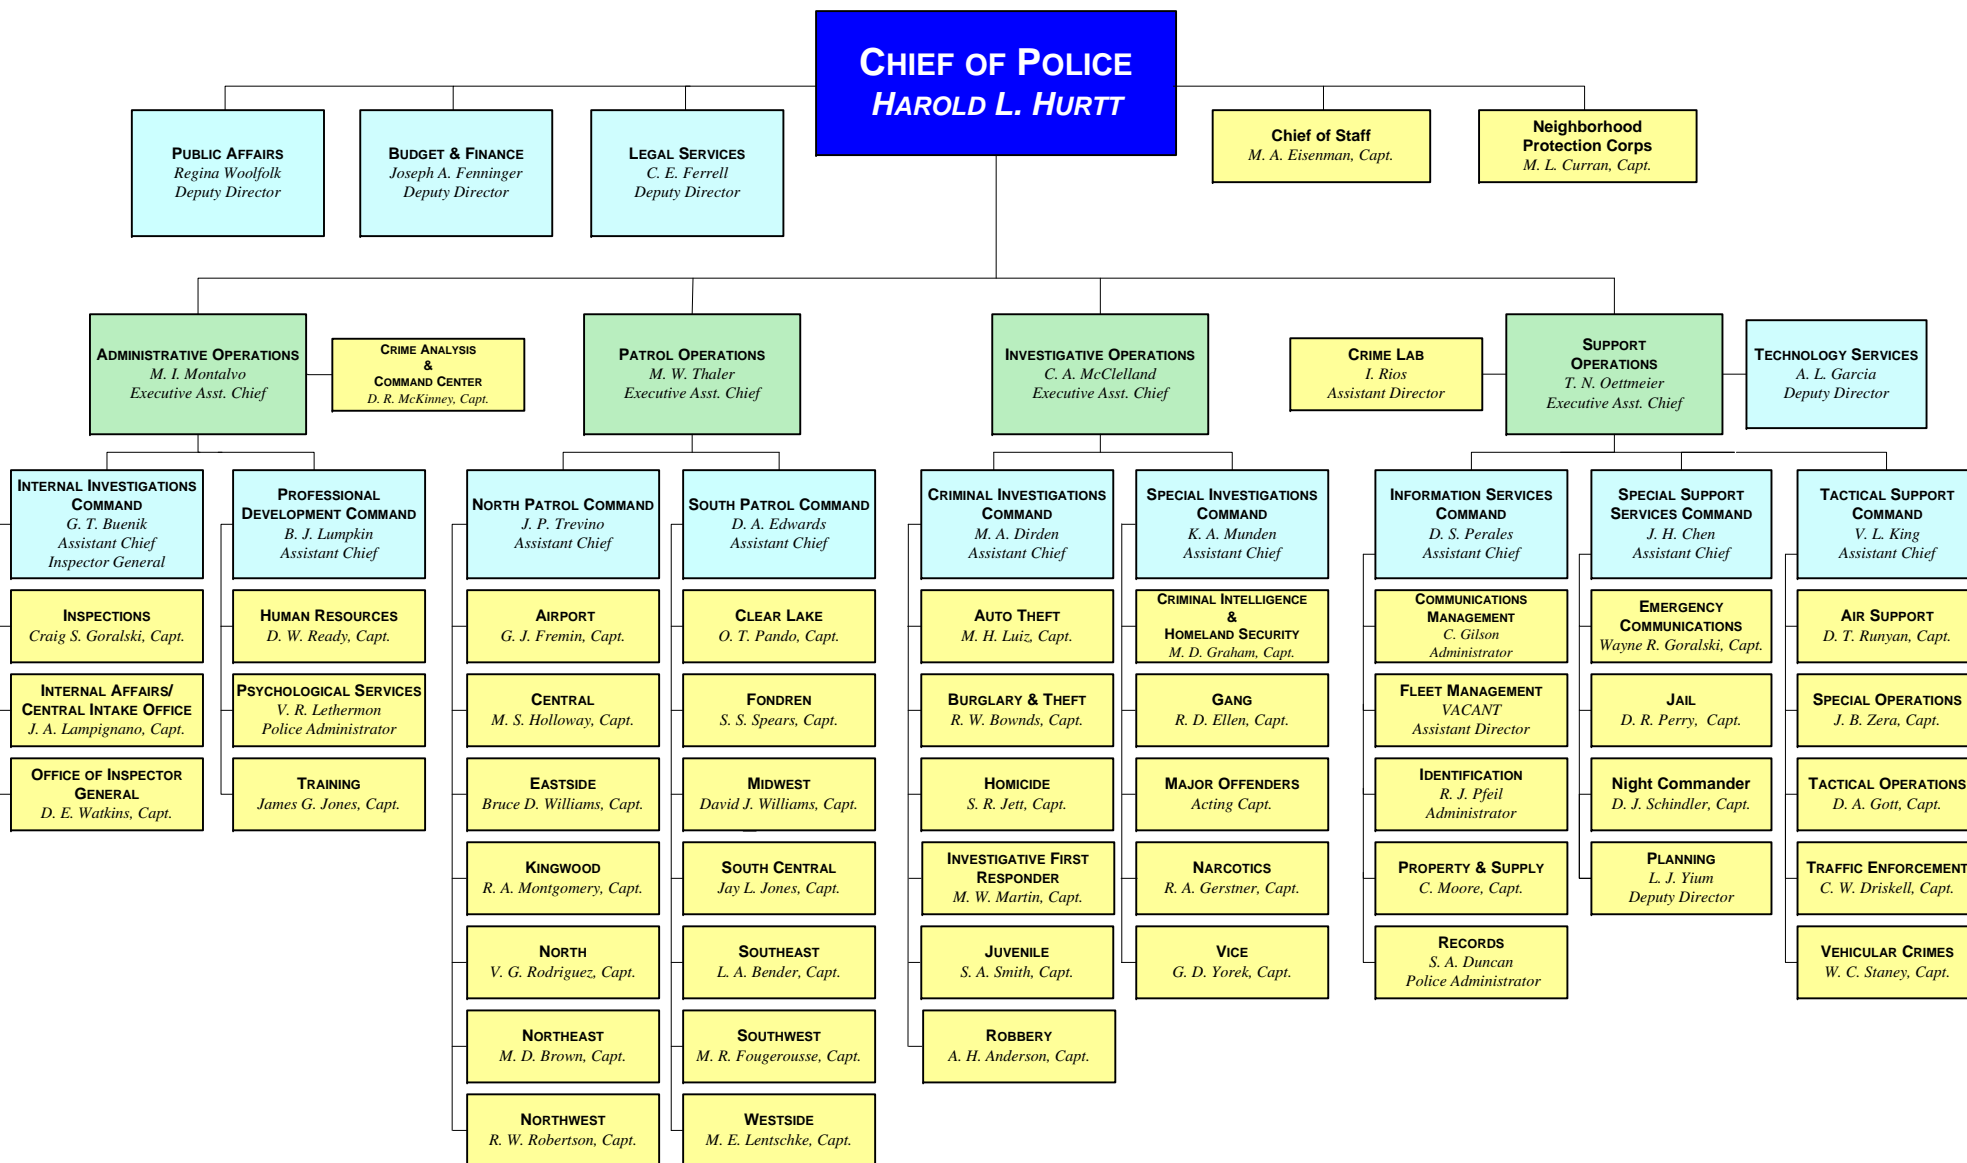 CHIEF OF POLICE
HAROLD L. HURTT
PUBLIC AFFAIRS
Regina Woolfolk
Deputy Director
BUDGET & FINANCE
Joseph A. Fenninger
Deputy Director
LEGAL SERVICES
C. E. Ferrell
Deputy Director
Chief of Staff
M. A. Eisenman, Capt.
Neighborhood
Protection Corps
M. L. Curran, Capt.
ADMINISTRATIVE OPERATIONS
M. I. Montalvo
Executive Asst. Chief
CRIME ANALYSIS
&
COMMAND CENTER
D. R. McKinney, Capt.
PATROL OPERATIONS
M. W. Thaler
Executive Asst. Chief
INVESTIGATIVE OPERATIONS
C. A. McClelland
Executive Asst. Chief
CRIME LAB
I. Rios
Assistant Director
SUPPORT
OPERATIONS
T. N. Oettmeier
Executive Asst. Chief
TECHNOLOGY SERVICES
A. L. Garcia
Deputy Director
INTERNAL INVESTIGATIONS
COMMAND
G. T. Buenik
Assistant Chief
Inspector General
INSPECTIONS
Craig S. Goralski, Capt.
INTERNAL AFFAIRS/
CENTRAL INTAKE OFFICE
J. A. Lampignano, Capt.
OFFICE OF INSPECTOR
GENERAL
D. E. Watkins, Capt.
PROFESSIONAL
DEVELOPMENT COMMAND
B. J. Lumpkin
Assistant Chief
HUMAN RESOURCES
D. W. Ready, Capt.
PSYCHOLOGICAL SERVICES
V. R. Lethermon
Police Administrator
TRAINING
James G. Jones, Capt.
NORTH PATROL COMMAND
J. P. Trevino
Assistant Chief
AIRPORT
G. J. Fremin, Capt.
CENTRAL
M. S. Holloway, Capt.
EASTSIDE
Bruce D. Williams, Capt.
KINGWOOD
R. A. Montgomery, Capt.
NORTH
V. G. Rodriguez, Capt.
NORTHEAST
M. D. Brown, Capt.
NORTHWEST
R. W. Robertson, Capt.
SOUTH PATROL COMMAND
D. A. Edwards
Assistant Chief
CLEAR LAKE
O. T. Pando, Capt.
FONDREN
S. S. Spears, Capt.
MIDWEST
David J. Williams, Capt.
SOUTH CENTRAL
Jay L. Jones, Capt.
SOUTHEAST
L. A. Bender, Capt.
SOUTHWEST
M. R. Fougerousse, Capt.
WESTSIDE
M. E. Lentschke, Capt.
CRIMINAL INVESTIGATIONS
COMMAND
M. A. Dirden
Assistant Chief
AUTO THEFT
M. H. Luiz, Capt.
BURGLARY & THEFT
R. W. Bownds, Capt.
HOMICIDE
S. R. Jett, Capt.
INVESTIGATIVE FIRST
RESPONDER
M. W. Martin, Capt.
JUVENILE
S. A. Smith, Capt.
ROBBERY
A. H. Anderson, Capt.
SPECIAL INVESTIGATIONS
COMMAND
K. A. Munden
Assistant Chief
CRIMINAL INTELLIGENCE
&
HOMELAND SECURITY
M. D. Graham, Capt.
GANG
R. D. Ellen, Capt.
MAJOR OFFENDERS
Acting Capt.
NARCOTICS
R. A. Gerstner, Capt.
VICE
G. D. Yorek, Capt.
INFORMATION SERVICES
COMMAND
D. S. Perales
Assistant Chief
COMMUNICATIONS
MANAGEMENT
C. Gilson
Administrator
FLEET MANAGEMENT
VACANT
Assistant Director
IDENTIFICATION
R. J. Pfeil
Administrator
PROPERTY & SUPPLY
C. Moore, Capt.
RECORDS
S. A. Duncan
Police Administrator
SPECIAL SUPPORT
SERVICES COMMAND
J. H. Chen
Assistant Chief
EMERGENCY
COMMUNICATIONS
Wayne R. Goralski, Capt.
JAIL
D. R. Perry, Capt.
Night Commander
D. J. Schindler, Capt.
PLANNING
L. J. Yium
Deputy Director
TACTICAL SUPPORT
COMMAND
V. L. King
Assistant Chief
AIR SUPPORT
D. T. Runyan, Capt.
SPECIAL OPERATIONS
J. B. Zera, Capt.
TACTICAL OPERATIONS
D. A. Gott, Capt.
TRAFFIC ENFORCEMENT
C. W. Driskell, Capt.
VEHICULAR CRIMES
W. C. Staney, Capt.